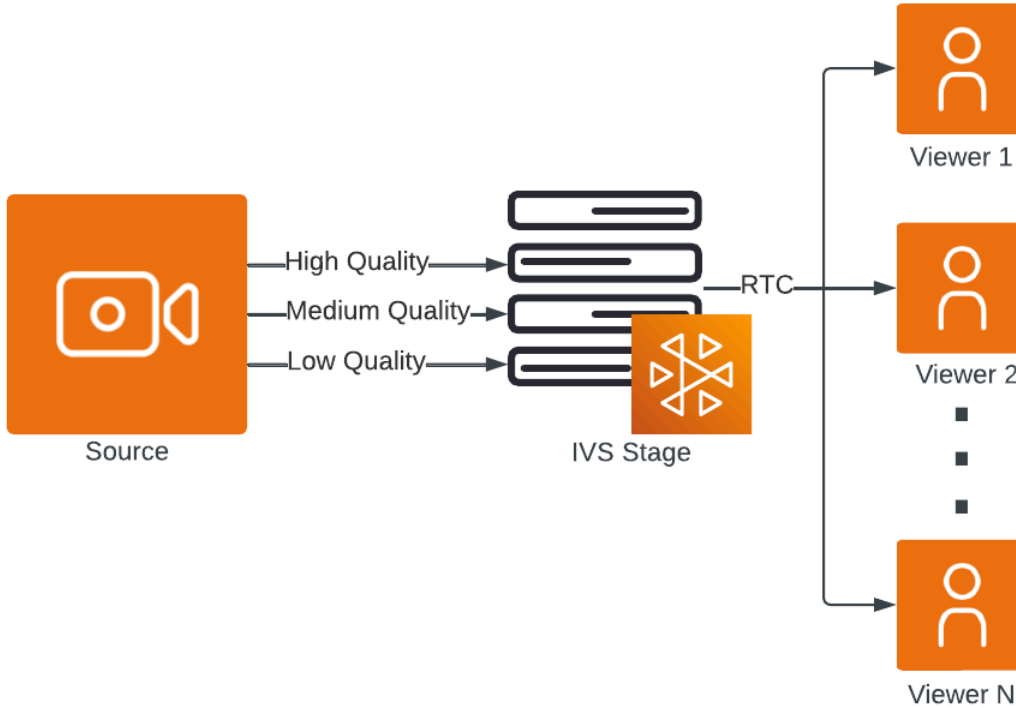 Viewer 1
High Quality
Medium Quality
Low Quality
RTC
Viewer 2
Source
IVS Stage
Viewer N